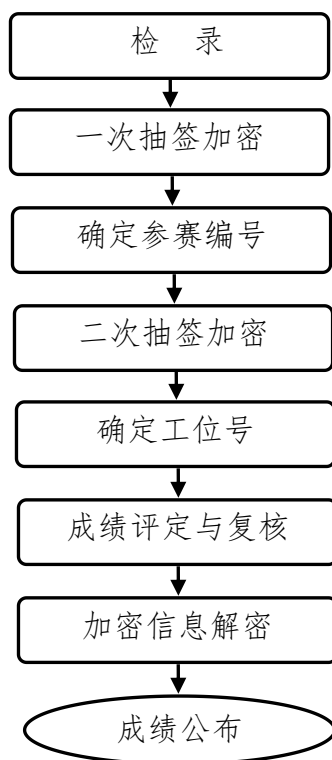 检 录
一次抽签加密
确定参赛编号
二次抽签加密
确定工位号
成绩评定与复核
加密信息解密
成绩公布